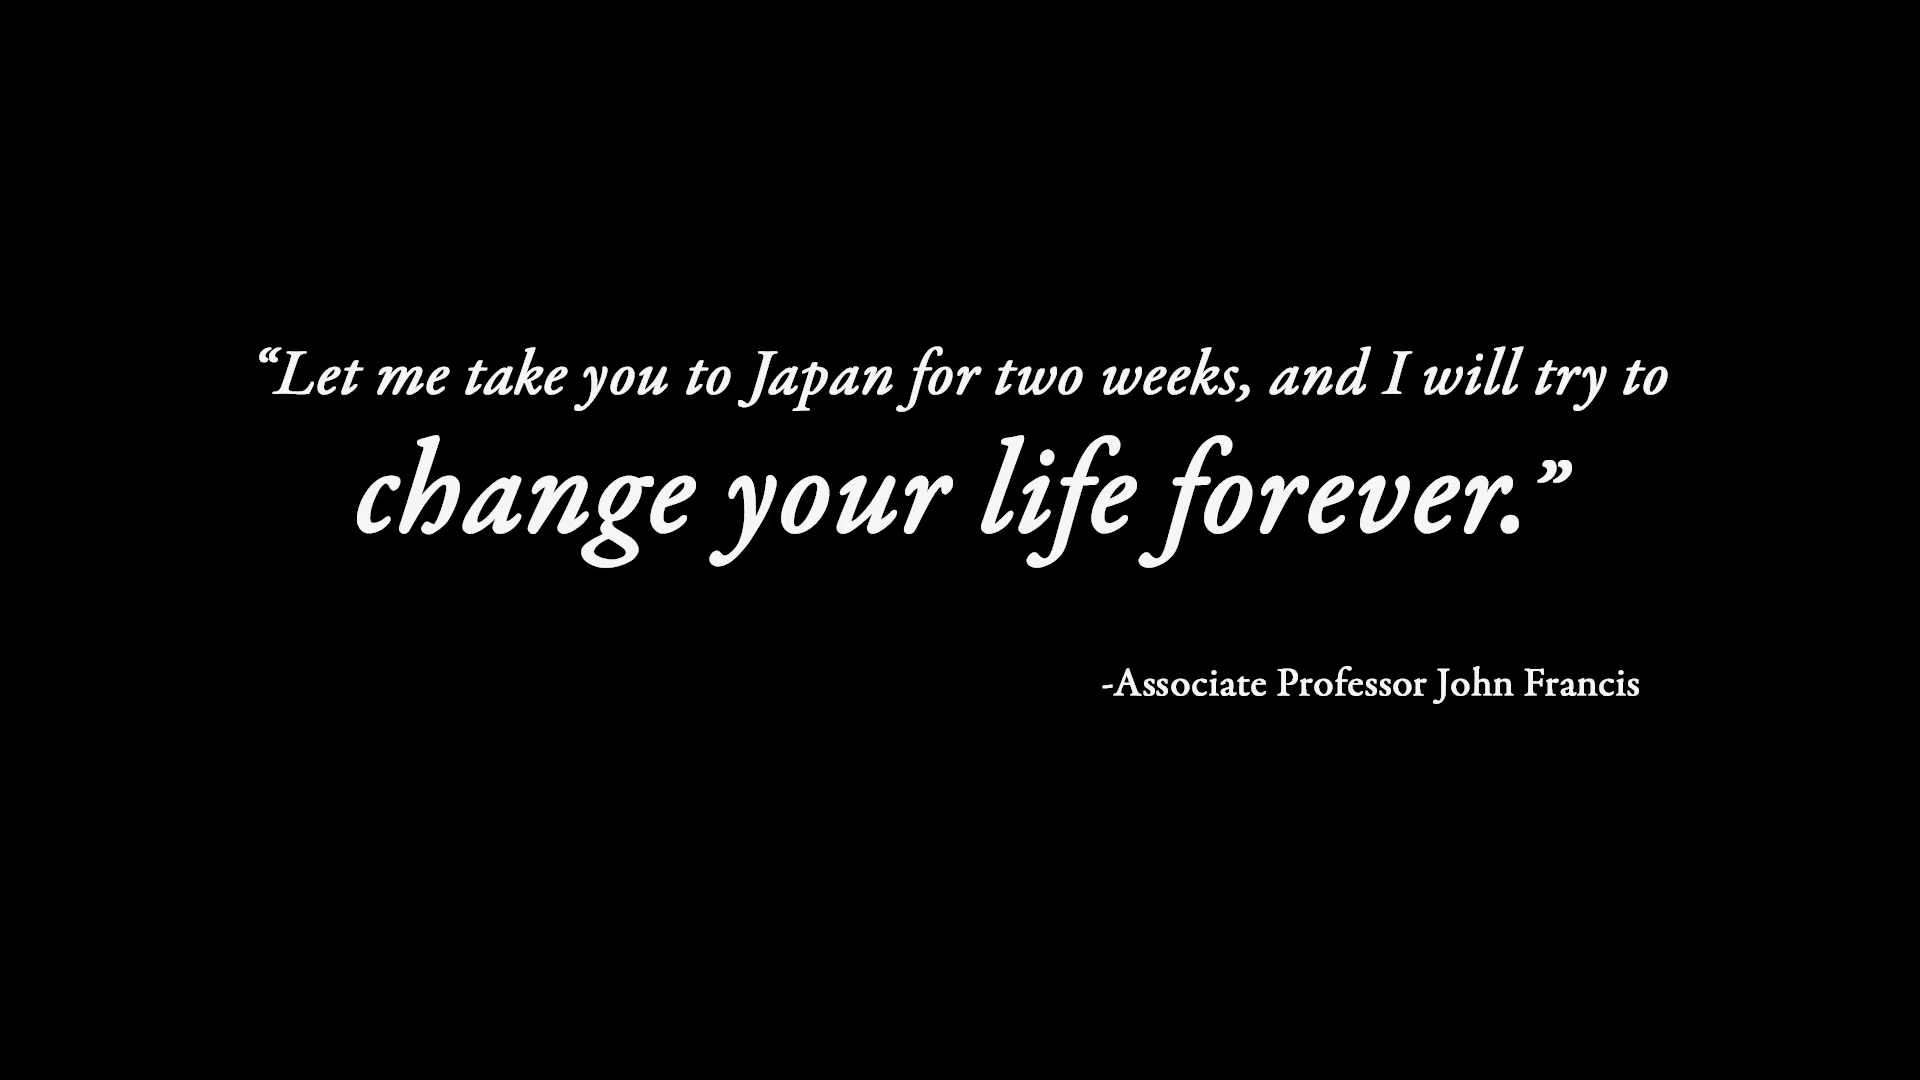 “Let me take you to Japan for two weeks, and I will try to
change your life forever.”
-Associate Professor John Francis